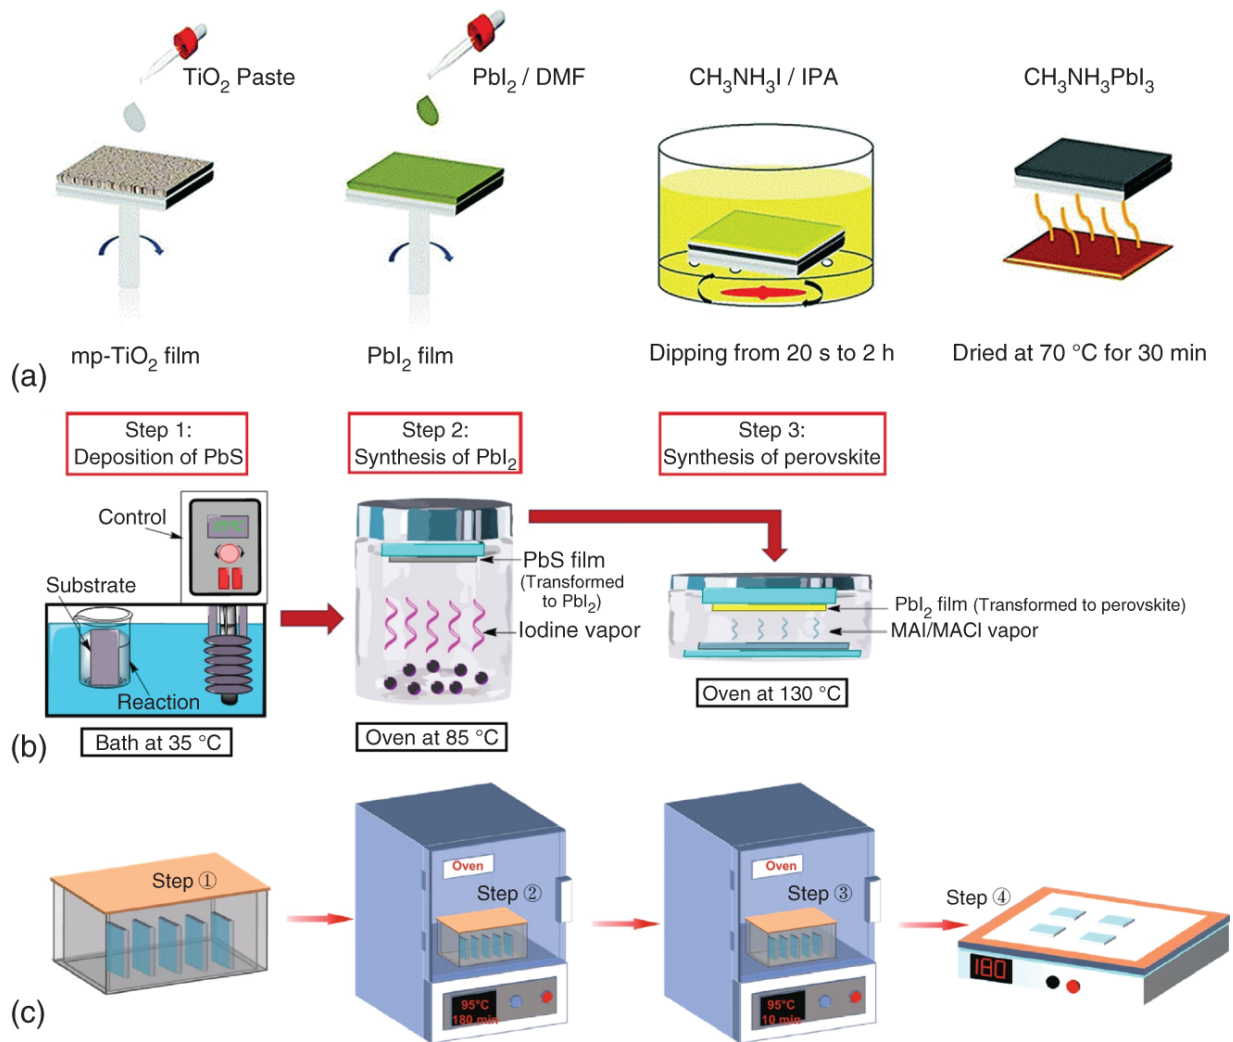 TiO₂ Paste
PbI₂ / DMF
CH₃NH₃I / IPA
CH₃NH₃PbI₃
mp-TiO₂ film
PbI₂ film
Dipping from 20 s to 2 h
Dried at 70 °C for 30 min
(a)
Step 1:
Deposition of PbS
Step 2:
Synthesis of PbI₂
Step 3:
Synthesis of perovskite
Control
Substrate
Reaction
Bath at 35 °C
PbS film
(Transformed
to PbI₂)
Iodine vapor
Oven at 85 °C
PbI₂ film (Transformed to perovskite)
MAI/MACl vapor
Oven at 130 °C
(b)
Step ①
Oven
Step ②
95°C
180 min
Oven
Step ③
95°C
10 min
Step ④
180
(c)